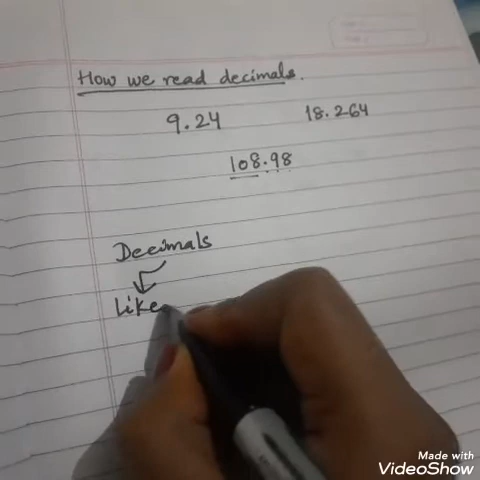 How we read decimals.
9.24 18.264
108.98
Decimals
Like
Made with
VideoShow